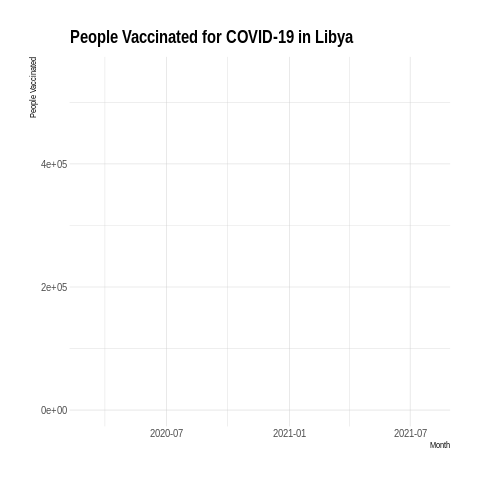 People Vaccinated for COVID-19 in Libya
People Vaccinated
4e+05
2e+05
0e+00
2020-07 2021-01 2021-07
Month